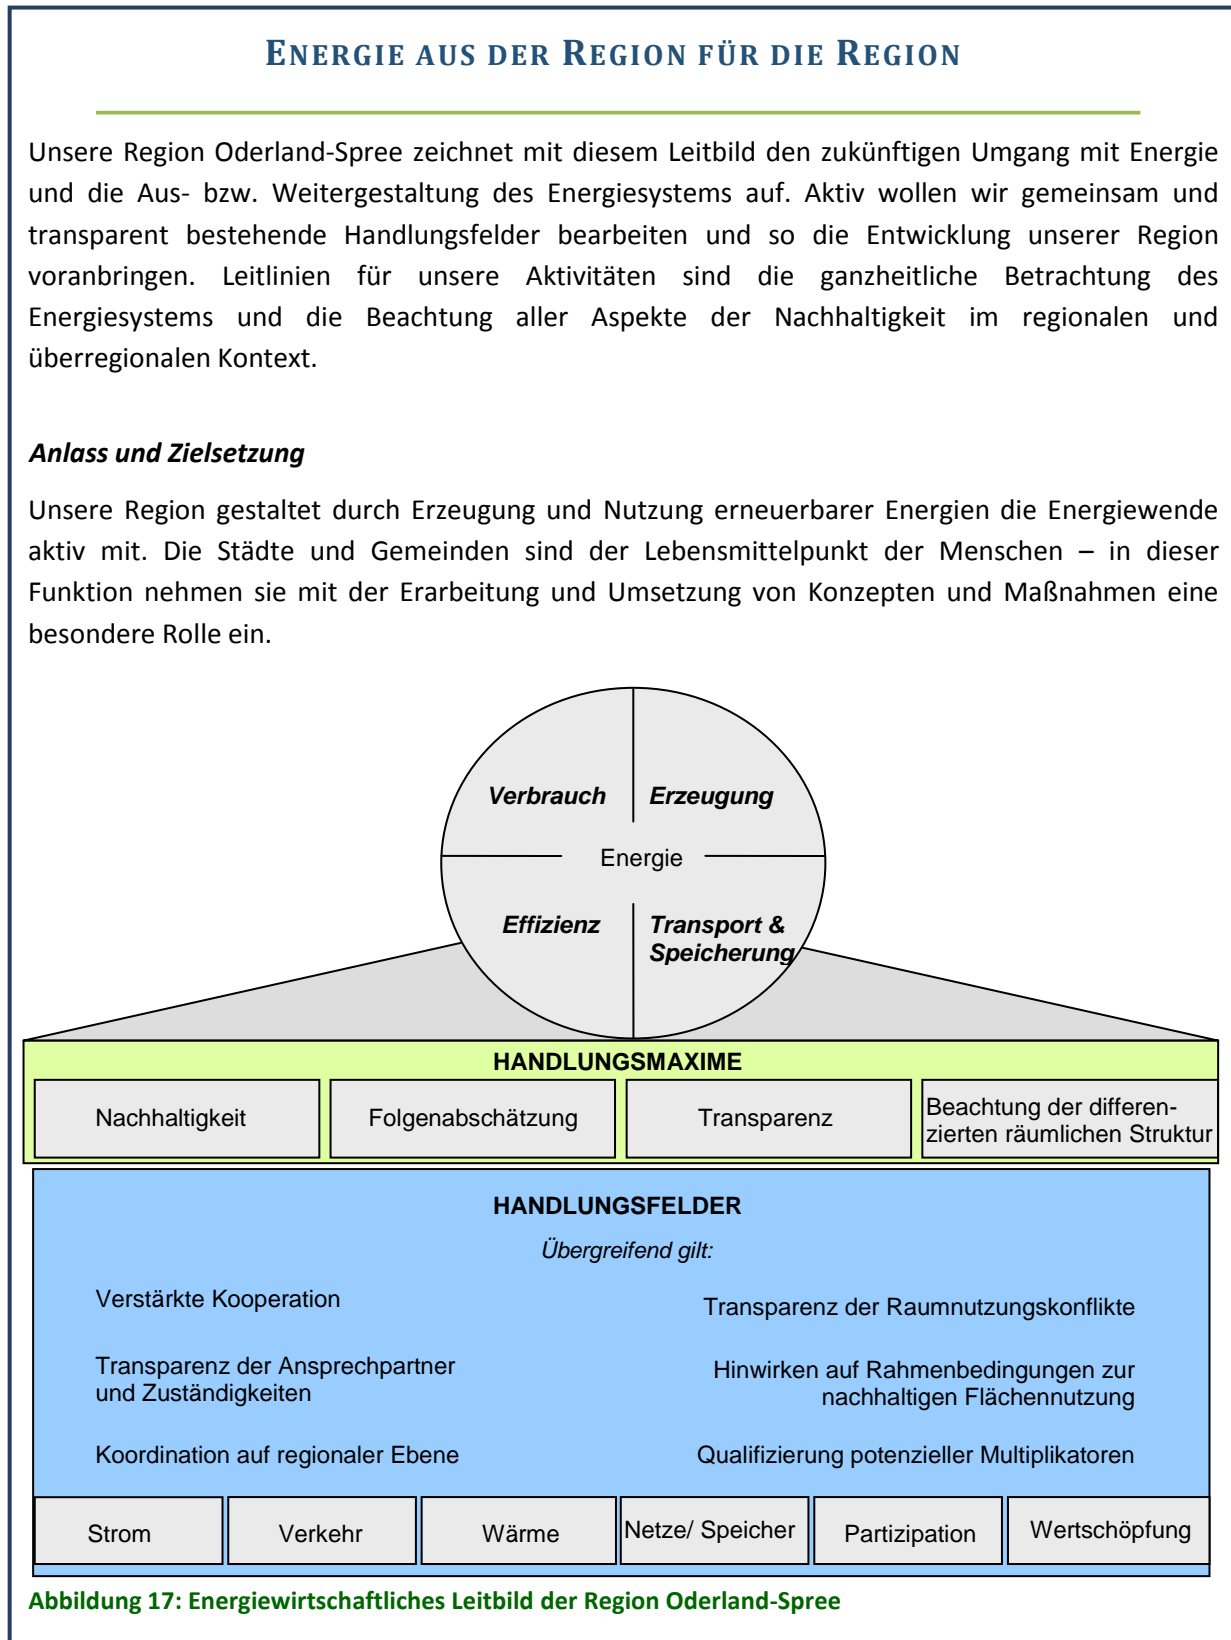 ENERGIE AUS DER REGION FÜR DIE REGION
Unsere Region Oderland-Spree zeichnet mit diesem Leitbild den zukünftigen Umgang mit Energie
und die Aus- bzw. Weitergestaltung des Energiesystems auf. Aktiv wollen wir gemeinsam und
transparent bestehende Handlungsfelder bearbeiten und so die Entwicklung unserer Region
voranbringen. Leitlinien für unsere Aktivitäten sind die ganzheitliche Betrachtung des
Energiesystems und die Beachtung aller Aspekte der Nachhaltigkeit im regionalen und
überregionalen Kontext.
Anlass und Zielsetzung
Unsere Region gestaltet durch Erzeugung und Nutzung erneuerbarer Energien die Energiewende
aktiv mit. Die Städte und Gemeinden sind der Lebensmittelpunkt der Menschen – in dieser
Funktion nehmen sie mit der Erarbeitung und Umsetzung von Konzepten und Maßnahmen eine
besondere Rolle ein.
Verbrauch
Erzeugung
Energie
Effizienz
Transport &
Speicherung
HANDLUNGSMAXIME
Nachhaltigkeit
Folgenabschätzung
Transparenz
Beachtung der differen-
zierten räumlichen Struktur
HANDLUNGSFELDER
Übergreifend gilt:
Verstärkte Kooperation
Transparenz der Raumnutzungskonflikte
Transparenz der Ansprechpartner
und Zuständigkeiten
Hinwirken auf Rahmenbedingungen zur
nachhaltigen Flächennutzung
Koordination auf regionaler Ebene
Qualifizierung potenzieller Multiplikatoren
Strom
Verkehr
Wärme
Netze/ Speicher
Partizipation
Wertschöpfung
Abbildung 17: Energiewirtschaftliches Leitbild der Region Oderland-Spree